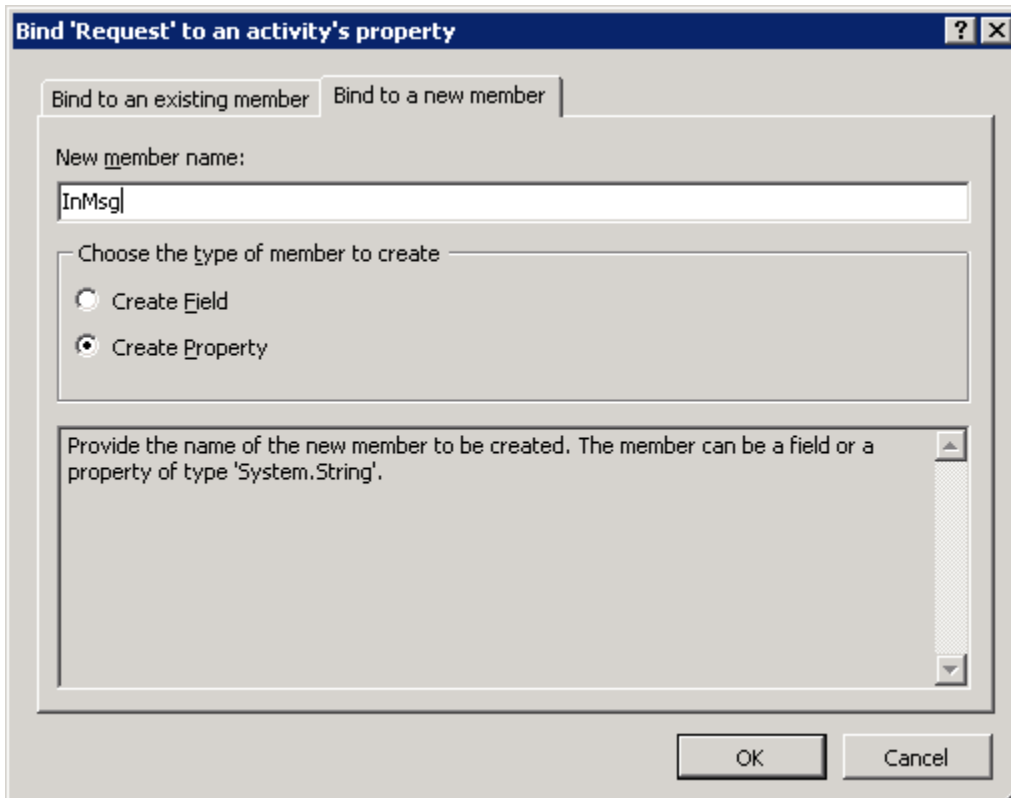 Bind 'Request' to an activity's property
Bind to an existing member
Bind to a new member
New member name:
InMsg
Choose the type of member to create
Create Field
Create Property
Provide the name of the new member to be created. The member can be a field or a
property of type 'System.String'.
OK
Cancel